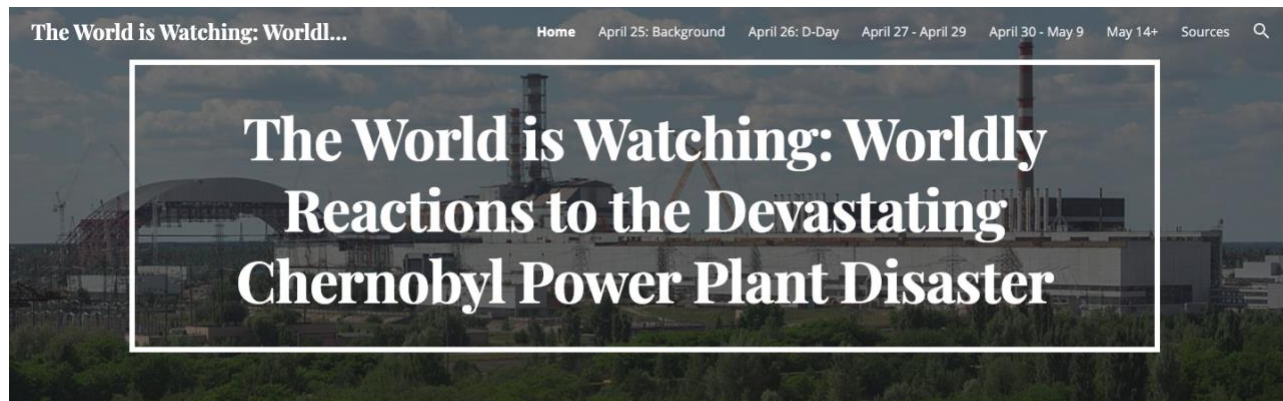 The World is Watching: Worldl... Home April 25: Background April 26: D-Day April 27 - April 29 April 30 - May 9 May 14+ Sources
The World is Watching: Worldly
Reactions to the Devastating
Chernobyl Power Plant Disaster